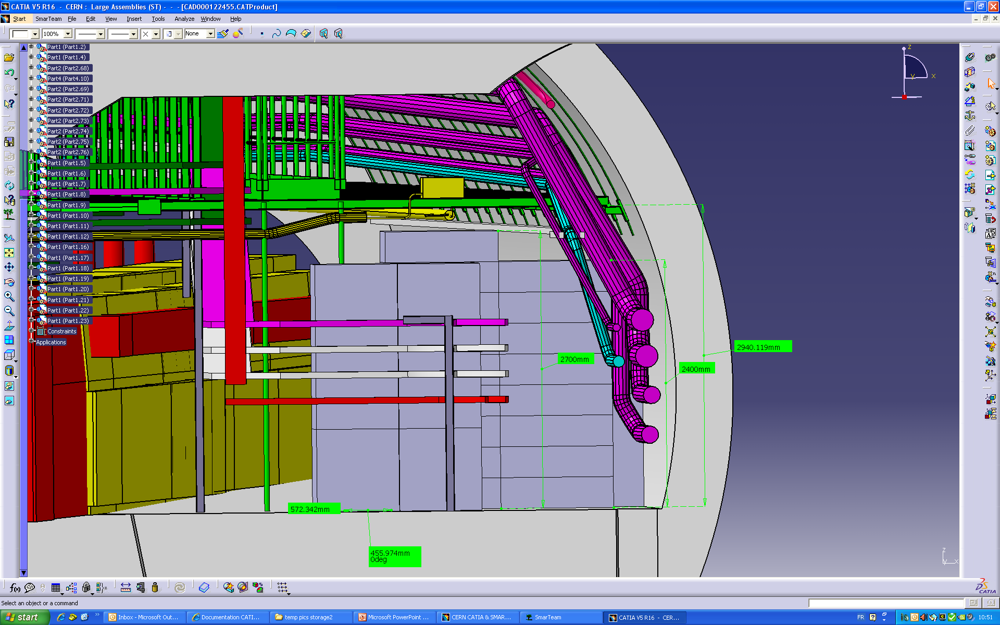 CATIA V5 R16 - CERN : Large Assemblies (ST) - - - [CAD000122455.CATProduct]
Start SmarTeam File Edit View Insert Tools Analyze Window Help
100% None
Part1 (Part1.2)
Part1 (Part1.4)
Part2 (Part2.68)
Part4 (Part4.10)
Part2 (Part2.69)
Part2 (Part2.71)
Part2 (Part2.72)
Part2 (Part2.73)
Part2 (Part2.74)
Part2 (Part2.75)
Part2 (Part2.76)
Part1 (Part1.5)
Part1 (Part1.6)
Part1 (Part1.7)
Part1 (Part1.8)
Part1 (Part1.9)
Part1 (Part1.10)
Part1 (Part1.11)
Part1 (Part1.12)
Part1 (Part1.16)
Part1 (Part1.17)
Part1 (Part1.18)
Part1 (Part1.19)
Part1 (Part1.20)
Part1 (Part1.21)
Part1 (Part1.22)
Part1 (Part1.23)
Constraints
Applications
z
y x
2940.119mm
2700mm
2400mm
572.342mm
455.974mm
0deg
z
y x
f(x)
CATIA
Select an object or a command
start Inbox - Microsoft Out... Documentation CATI... temp pics storage2 Microsoft PowerPoint ... CERN CATIA & SMAR... SmarTeam CATIA V5 R16 - CER... FR 10:51